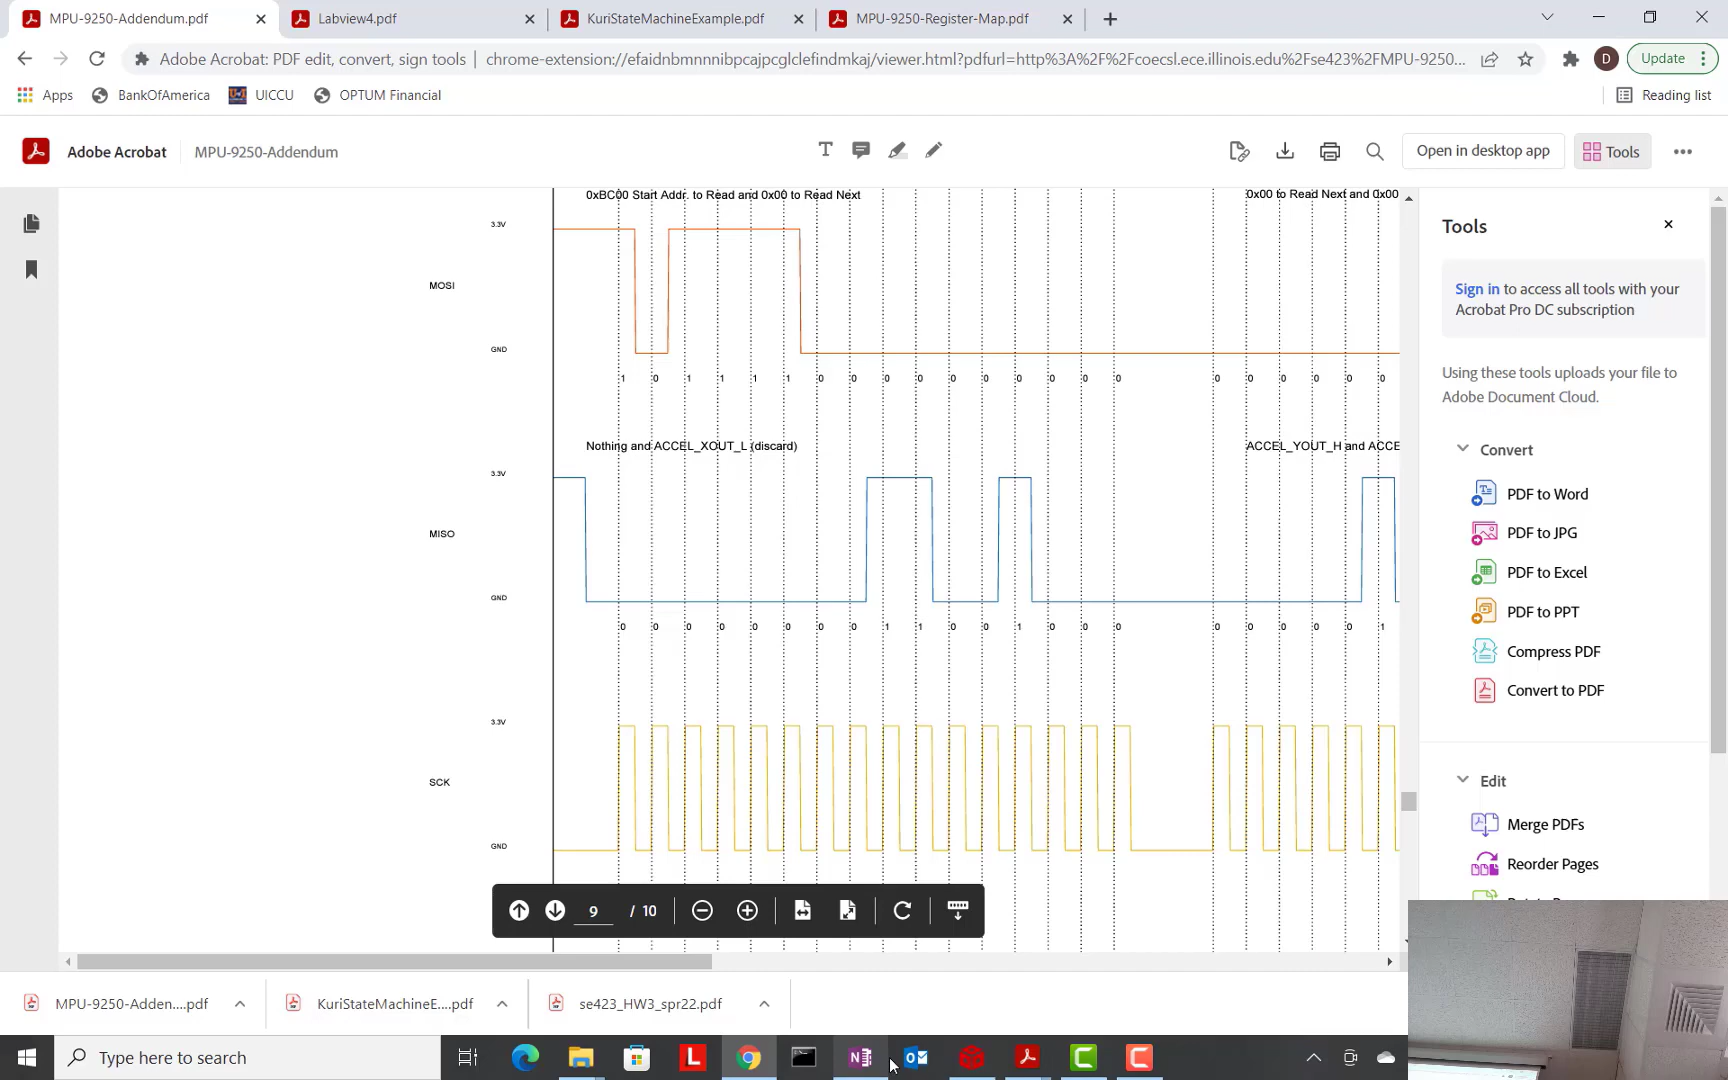 MPU-9250-Addendum.pdf
Labview4.pdf
KuriStateMachineExample.pdf
MPU-9250-Register-Map.pdf
Adobe Acrobat: PDF edit, convert, sign tools
chrome-extension://efaidnbmnnnibpcajpcglclefindmkaj/viewer.html?pdfurl=http%3A%2F%2Fcoecsl.ece.illinois.edu%2Fse423%2FMPU-9250...
D
Update
Apps
BankOfAmerica
UICCU
OPTUM Financial
Reading list
Adobe Acrobat
MPU-9250-Addendum
Open in desktop app
Tools
0xBC00 Start Addr. to Read and 0x00 to Read Next
0x00 to Read Next and 0x00
3.3V
MOSI
GND
1 0 1 1 1 1 0 0 0 0 0 0 0 0 0 0 0 0 0 0 0 0
Nothing and ACCEL_XOUT_L (discard)
ACCEL_YOUT_H and ACCE
3.3V
MISO
GND
0 0 0 0 0 0 0 0 1 1 0 0 1 0 0 0 0 0 0 0 0 1
3.3V
SCK
GND
9 / 10
Tools
Sign in to access all tools with your
Acrobat Pro DC subscription
Using these tools uploads your file to
Adobe Document Cloud.
Convert
PDF to Word
PDF to JPG
PDF to Excel
PDF to PPT
Compress PDF
Convert to PDF
Edit
Merge PDFs
Reorder Pages
MPU-9250-Adden....pdf
KuriStateMachineE....pdf
se423_HW3_spr22.pdf
Type here to search